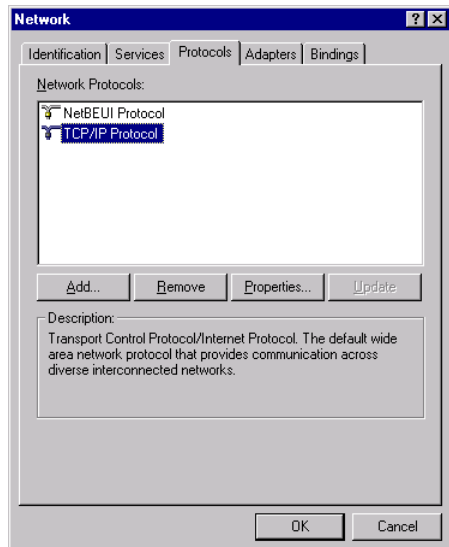 Network
Identification Services Protocols Adapters Bindings
Network Protocols:
NetBEUI Protocol
TCP/IP Protocol
Add... Remove Properties... Update
Description:
Transport Control Protocol/Internet Protocol. The default wide
area network protocol that provides communication across
diverse interconnected networks.
OK Cancel